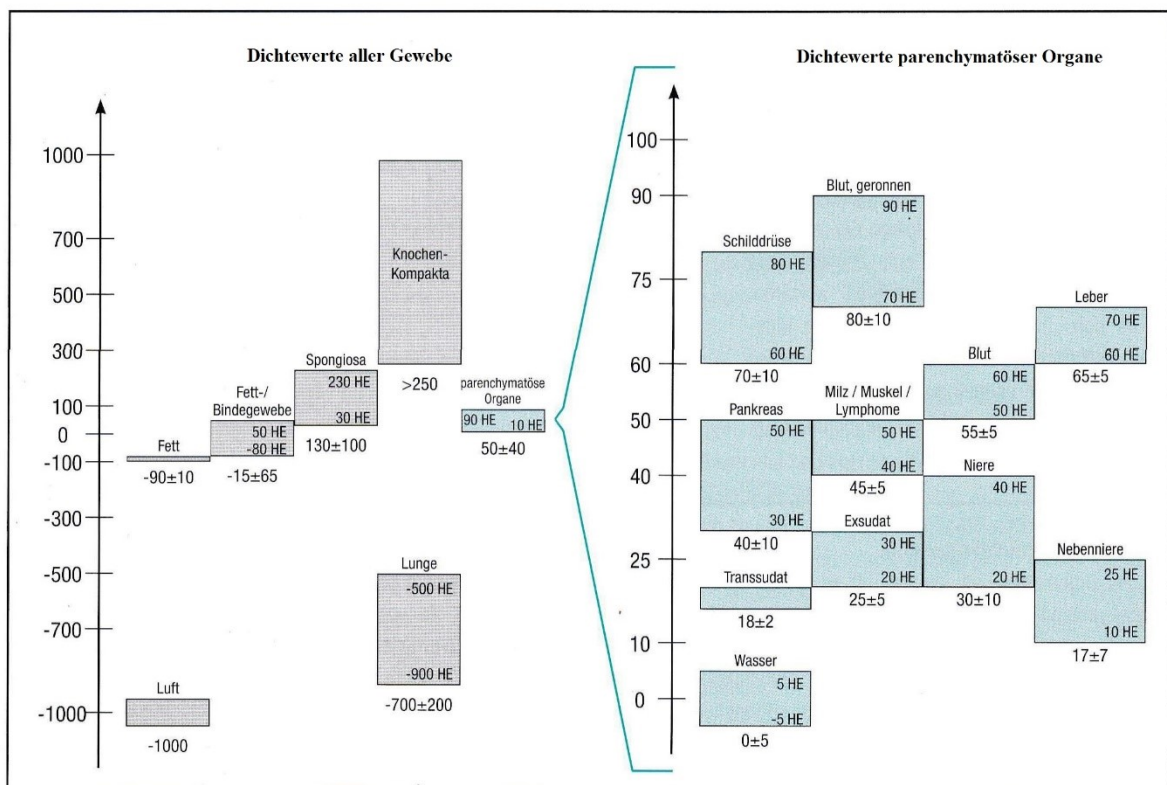 Dichtewerte aller Gewebe
1000
700
500
300
100
0
-100
-300
-500
-700
-1000
Fett
-90±10
Fett-/
Bindegewebe
50 HE
-80 HE
-15±65
Spongiosa
230 HE
30 HE
130±100
Knochen-
Kompakta
>250
parenchymatöse
Organe
90 HE 10 HE
50±40
Lunge
-500 HE
-900 HE
-700±200
Luft
-1000
Dichtewerte parenchymatöser Organe
100
90
75
60
50
40
25
10
0
Schilddrüse
80 HE
60 HE
70±10
Blut, geronnen
90 HE
70 HE
80±10
Leber
70 HE
60 HE
65±5
Blut
60 HE
50 HE
55±5
Pankreas
50 HE
30 HE
40±10
Milz / Muskel /
Lymphome
50 HE
40 HE
45±5
Niere
40 HE
20 HE
30±10
Exsudat
30 HE
20 HE
25±5
Transsudat
18±2
Nebenniere
25 HE
10 HE
17±7
Wasser
5 HE
-5 HE
0±5